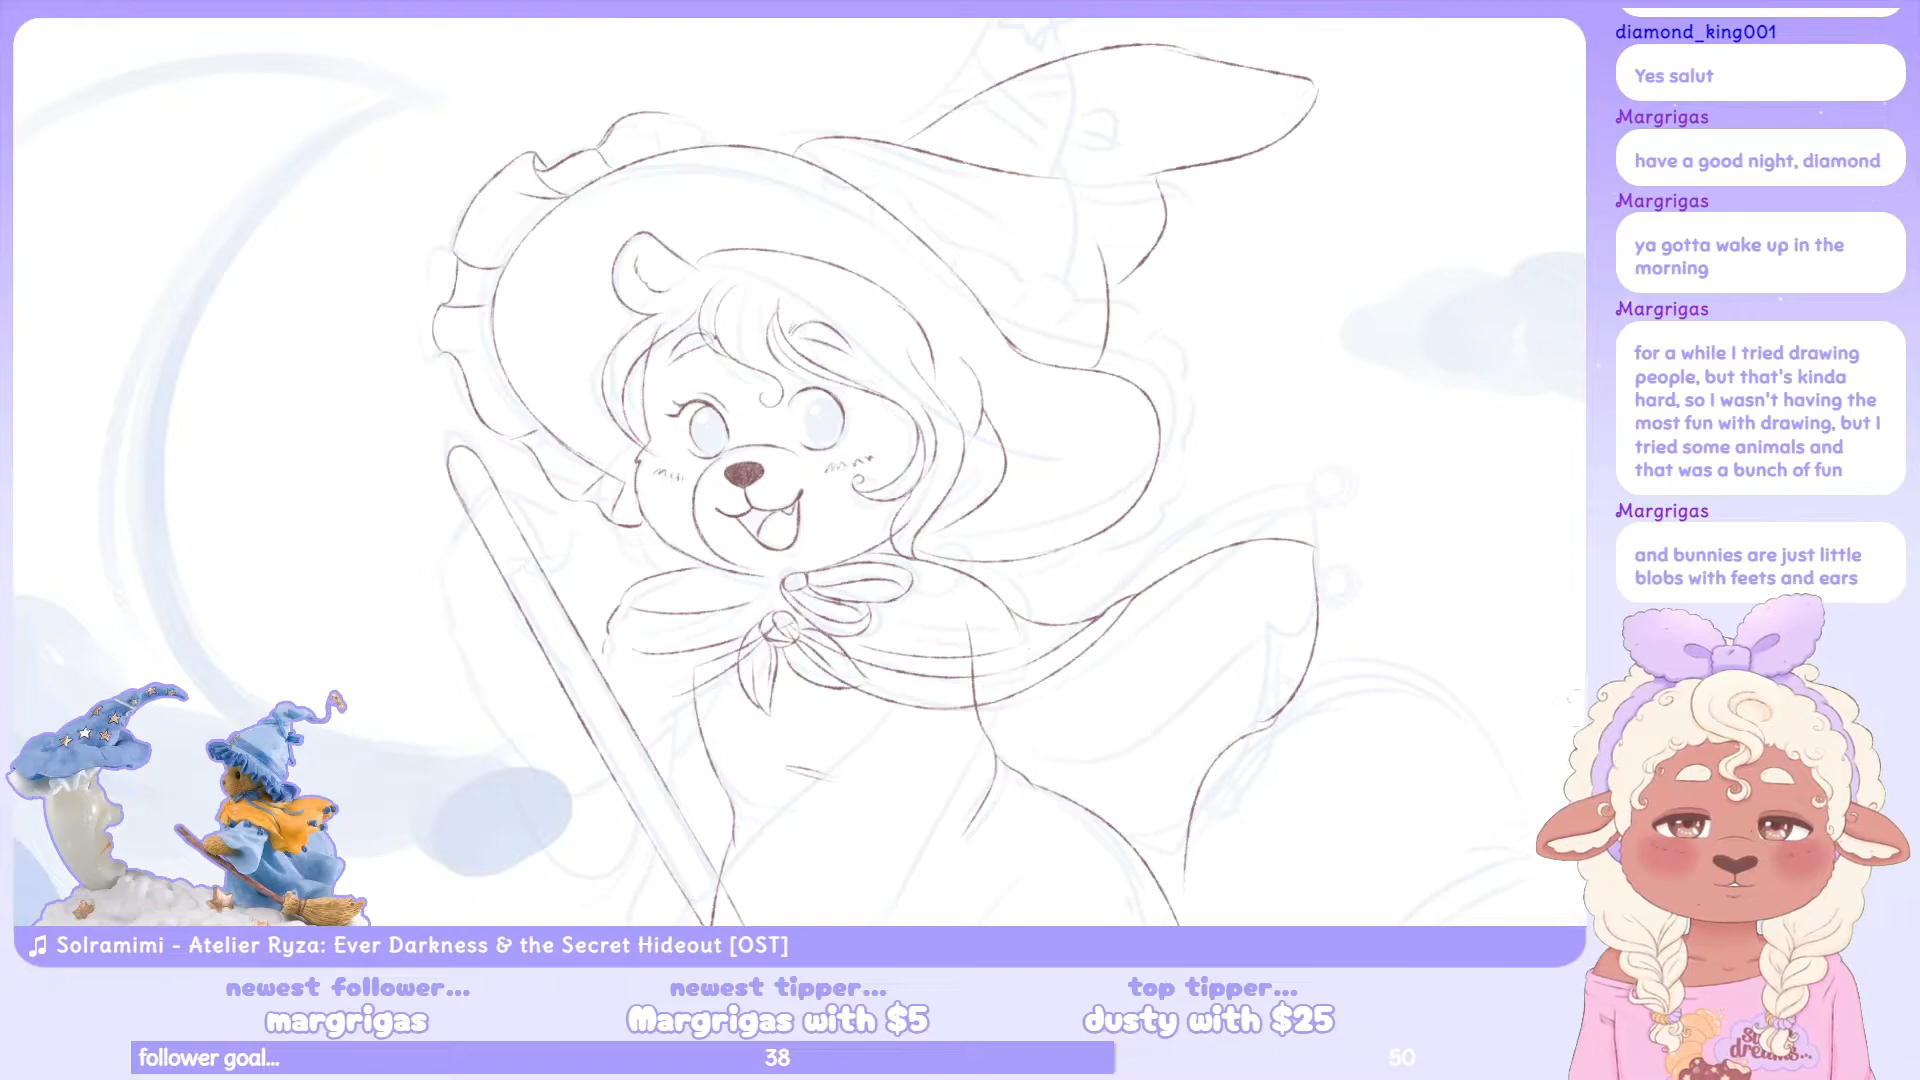 diamond_king001
Yes salut
Margrigas
have a good night, diamond
Margrigas
ya gotta wake up in the
morning
Margrigas
for a while I tried drawing
people, but that's kinda
hard, so I wasn't having the
most fun with drawing, but I
tried some animals and
that was a bunch of fun
Margrigas
and bunnies are just little
blobs with feets and ears
Solramimi - Atelier Ryza: Ever Darkness & the Secret Hideout [OST]
newest follower...
margrigas
newest tipper...
Margrigas with $5
top tipper...
dusty with $25
follower goal...
38
50
dreams...